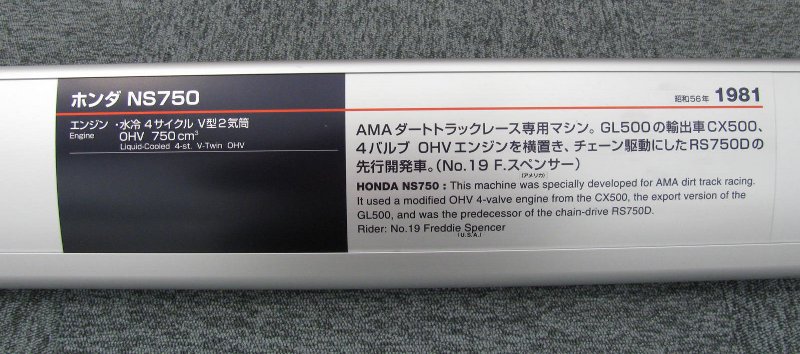 ホンダ NS750
昭和56年 1981
エンジン・水冷4サイクル V型2気筒
Engine OHV 750cm³
Liquid-Cooled 4-st. V-Twin OHV
AMAダートトラックレース専用マシン。GL500の輸出車CX500、
4バルブ OHVエンジンを横置き、チェーン駆動にしたRS750Dの
先行開発車。(No.19 F.スペンサー)
(アメリカ)
HONDA NS750 : This machine was specially developed for AMA dirt track racing.
It used a modified OHV 4-valve engine from the CX500, the export version of the
GL500, and was the predecessor of the chain-drive RS750D.
Rider: No.19 Freddie Spencer
(U.S.A.)